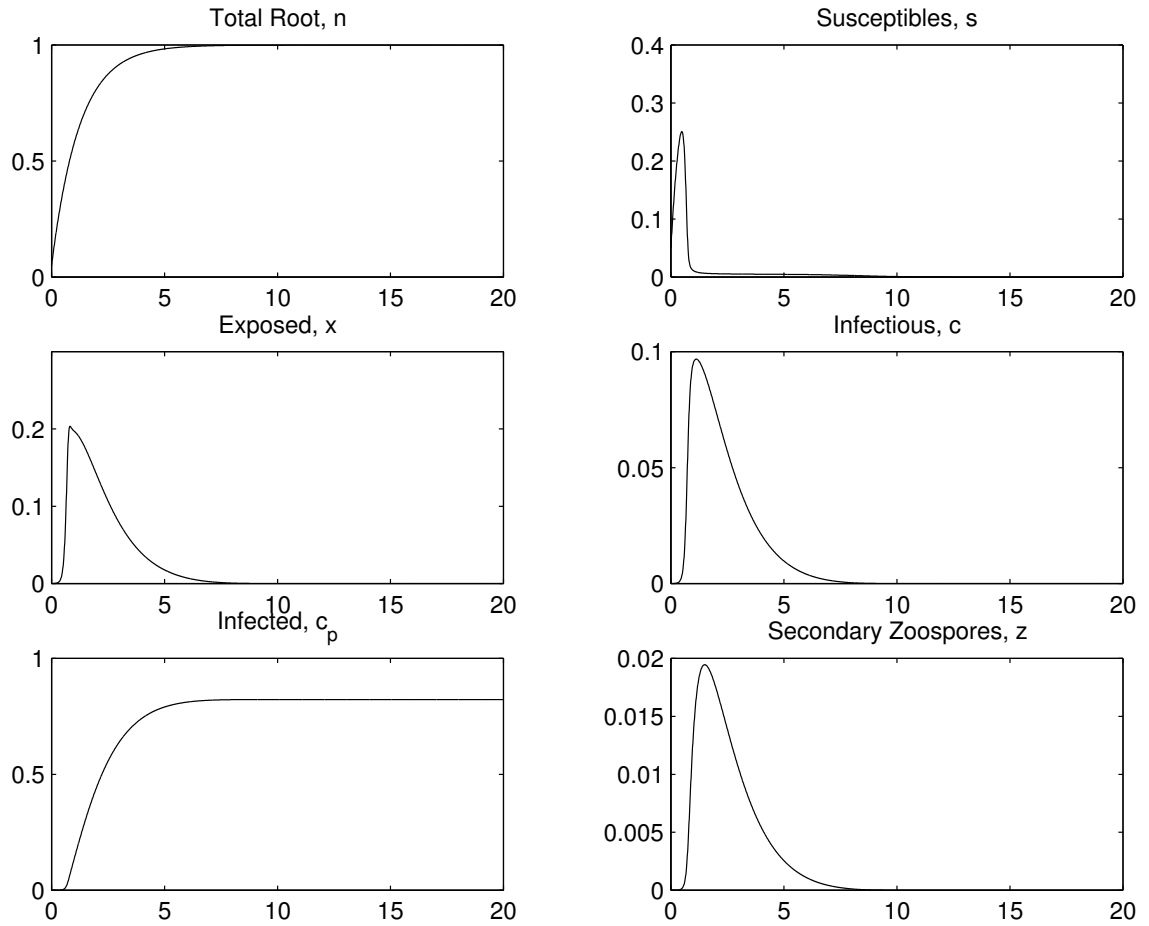 Total Root, n
1
0.5
0
0 5 10 15 20
Susceptibles, s
0.4
0.3
0.2
0.1
0
0 5 10 15 20
Exposed, x
0.2
0.1
0
0 5 10 15 20
Infectious, c
0.1
0.05
0
0 5 10 15 20
Infected, c_p
1
0.5
0
0 5 10 15 20
Secondary Zoospores, z
0.02
0.015
0.01
0.005
0
0 5 10 15 20